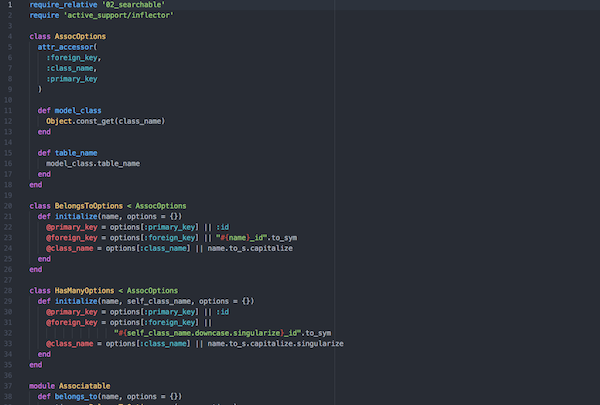 1 require_relative '02_searchable'
2 require 'active_support/inflector'
3
4 class AssocOptions
5 attr_accessor(
6 :foreign_key,
7 :class_name,
8 :primary_key
9 )
10
11 def model_class
12 Object.const_get(class_name)
13 end
14
15 def table_name
16 model_class.table_name
17 end
18 end
19
20 class BelongsToOptions < AssocOptions
21 def initialize(name, options = {})
22 @primary_key = options[:primary_key] || :id
23 @foreign_key = options[:foreign_key] || "#{name}_id".to_sym
24 @class_name = options[:class_name] || name.to_s.capitalize
25 end
26 end
27
28 class HasManyOptions < AssocOptions
29 def initialize(name, self_class_name, options = {})
30 @primary_key = options[:primary_key] || :id
31 @foreign_key = options[:foreign_key] ||
32 "#{self_class_name.downcase.singularize}_id".to_sym
33 @class_name = options[:class_name] || name.to_s.capitalize.singularize
34 end
35 end
36
37 module Associatable
38 def belongs_to(name, options = {})